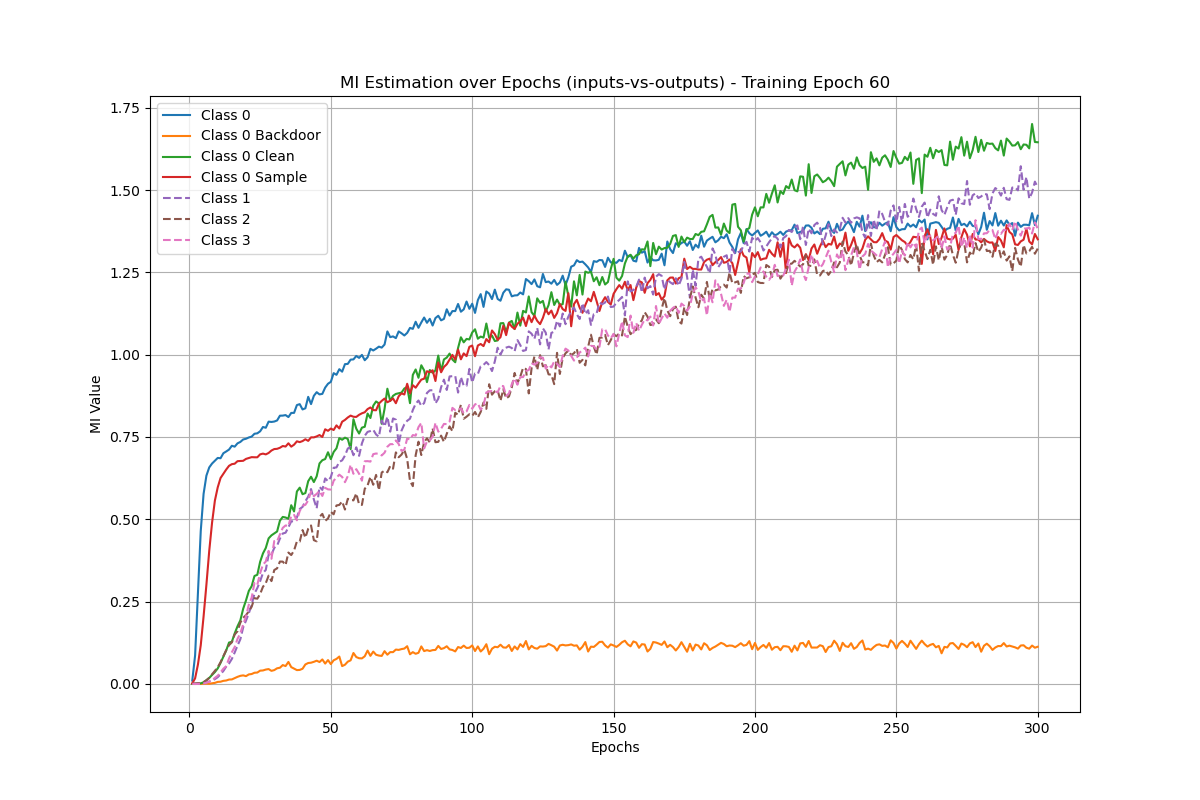 MI Estimation over Epochs (inputs-vs-outputs) - Training Epoch 60
MI Value
1.75
1.50
1.25
1.00
0.75
0.50
0.25
0.00
Class 0
Class 0 Backdoor
Class 0 Clean
Class 0 Sample
Class 1
Class 2
Class 3
0 50 100 150 200 250 300
Epochs